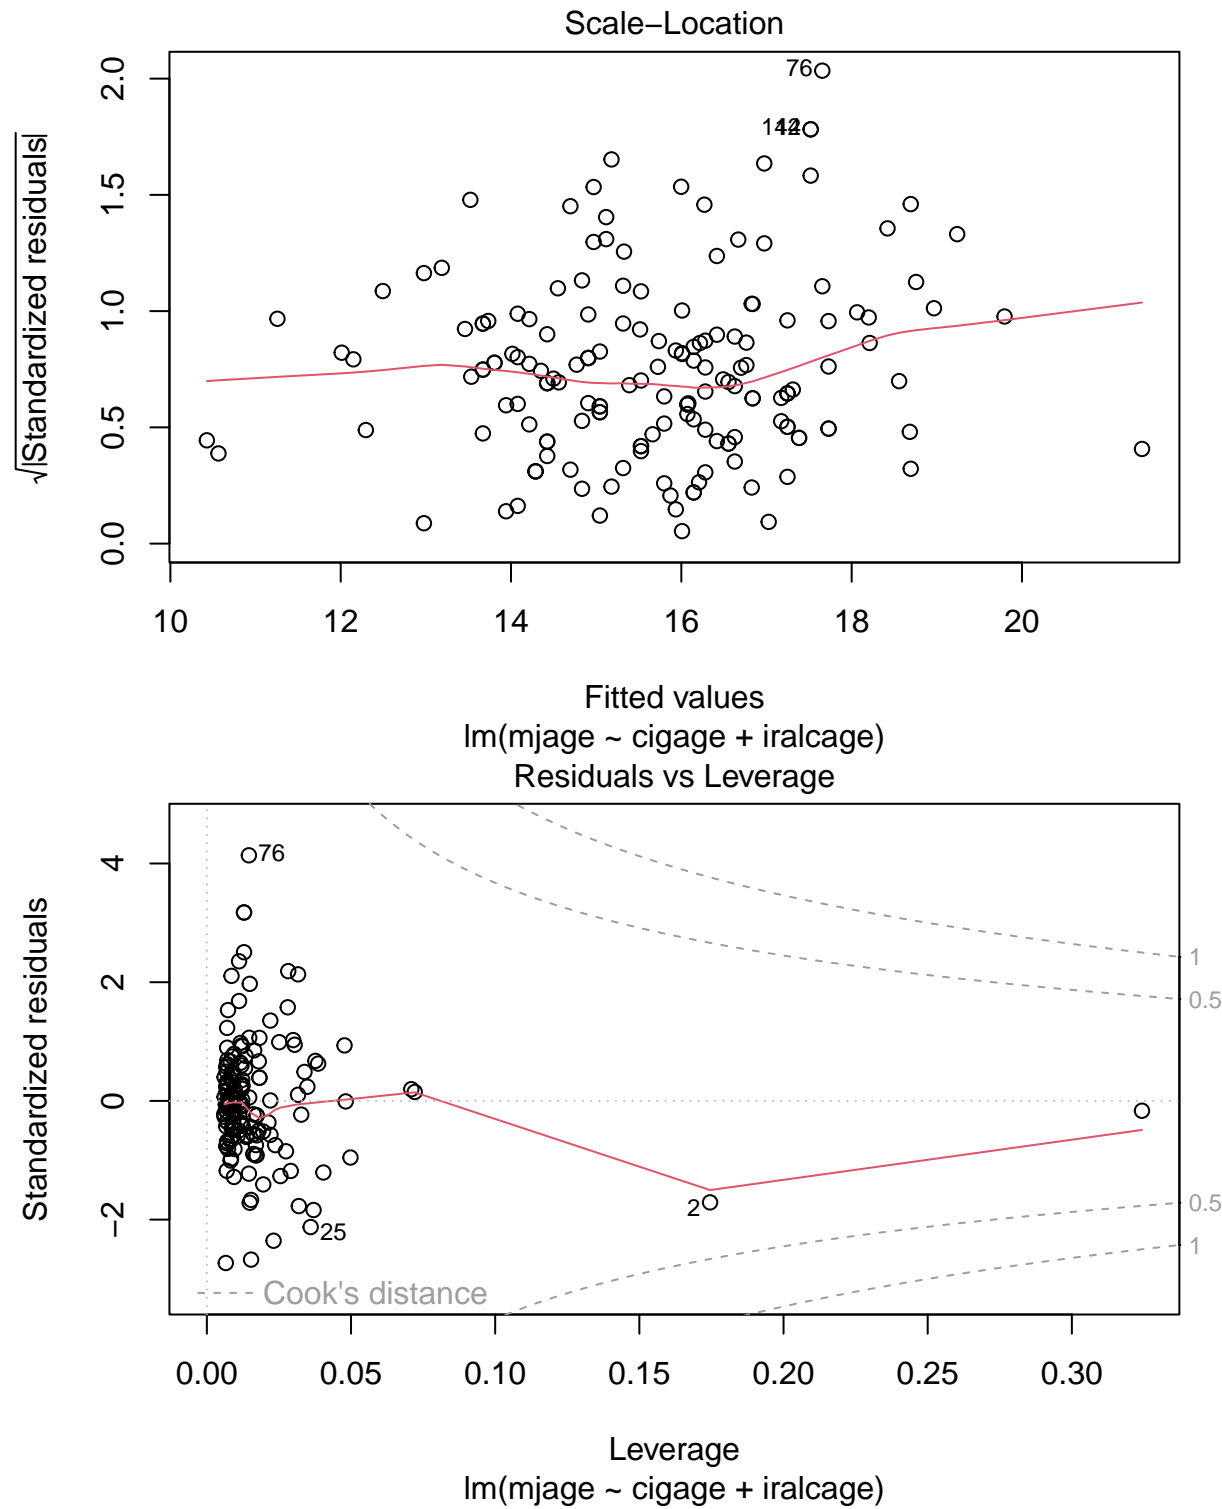 Scale−Location
√|Standardized residuals|
2.0
1.5
1.0
0.5
0.0
76
10 12 14 16 18 20
Fitted values
lm(mjage ~ cigage + iralcage)
Residuals vs Leverage
Standardized residuals
4
2
0
−2
76
2
25
1
0.5
0.5
1
Cook's distance
0.00 0.05 0.10 0.15 0.20 0.25 0.30
Leverage
lm(mjage ~ cigage + iralcage)